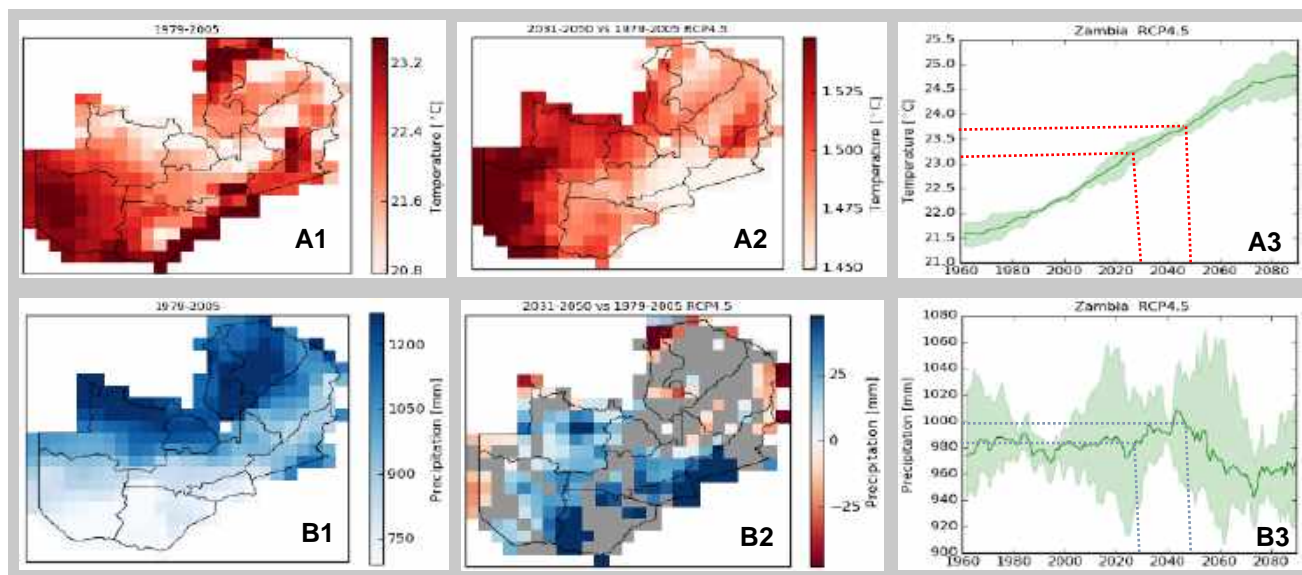 1979-2005
23.2
22.4
21.6
20.8
Temperature [°C]
A1
2031-2050 vs 1979-2005 RCP4.5
1.525
1.500
1.475
1.450
Temperature [°C]
A2
Zambia RCP4.5
25.5
25.0
24.5
24.0
23.5
23.0
22.5
22.0
21.5
21.0
Temperature [°C]
1960 1980 2000 2020 2040 2060 2080
A3
1979-2005
1200
1050
900
750
Precipitation [mm]
B1
2031-2050 vs 1979-2005 RCP4.5
25
0
−25
Precipitation [mm]
B2
Zambia RCP4.5
1080
1060
1040
1020
1000
980
960
940
920
900
Precipitation [mm]
1960 1980 2000 2020 2040 2060 2080
B3